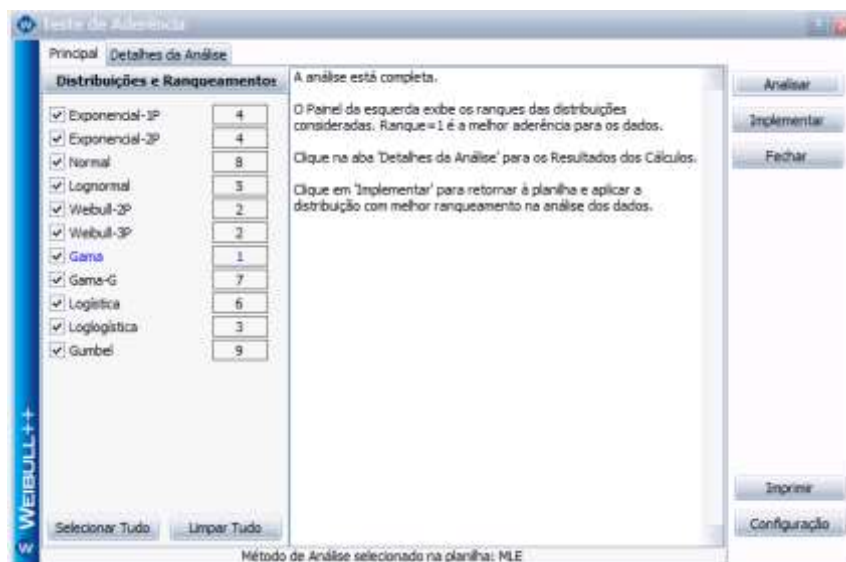 Teste de Aderência
Principal
Detalhes da Análise
Distribuições e Ranqueamentos
Exponencial-1P 4
Exponencial-2P 4
Normal 8
Lognormal
Weibull-2P 2
Weibull-3P 2
Gama 1
Gama-G 7
Logística 6
Loglogística 3
Gumbel 9
Selecionar Tudo
Limpar Tudo
A análise está completa.
O Painel da esquerda exibe os ranques das distribuições
consideradas. Ranque=1 é a melhor aderência para os dados.
Clique na aba 'Detalhes da Análise' para os Resultados dos Cálculos.
Clique em 'Implementar' para retornar à planilha e aplicar a
distribuição com melhor ranqueamento na análise dos dados.
Analisar
Implementar
Fechar
Imprimir
Configuração
Método de Análise selecionado na planilha: MLE
WEIBULL++
W